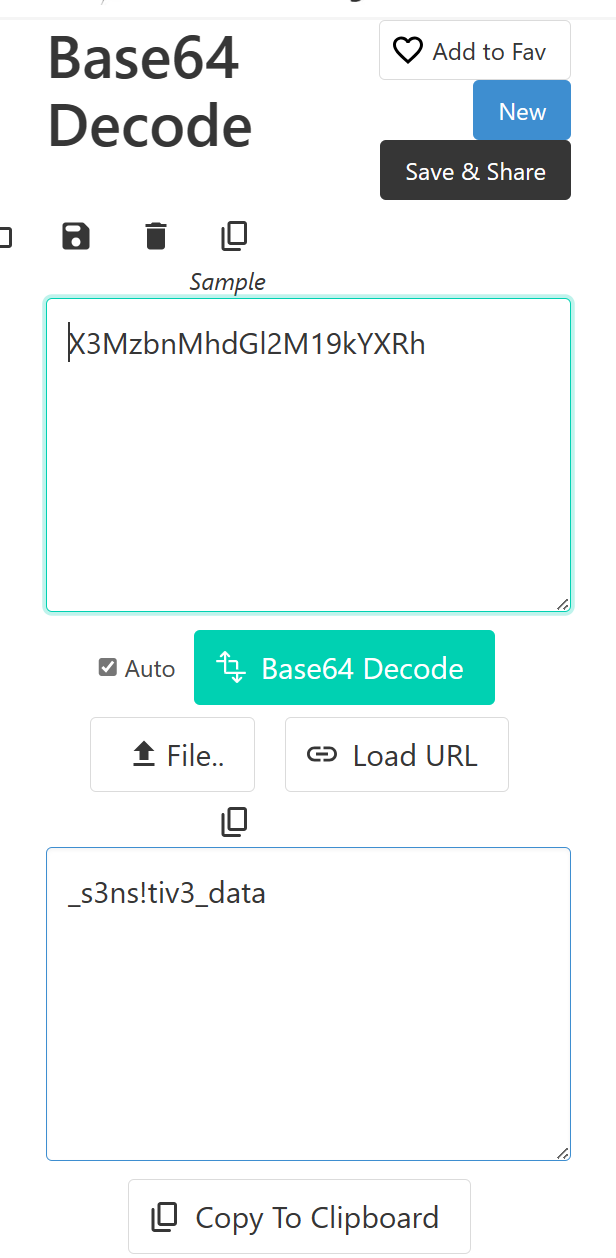 Base64
Decode
Add to Fav
New
Save & Share
Sample
X3MzbnMhdGl2M19kYXRh
Auto
Base64 Decode
File..
Load URL
_s3ns!tiv3_data
Copy To Clipboard